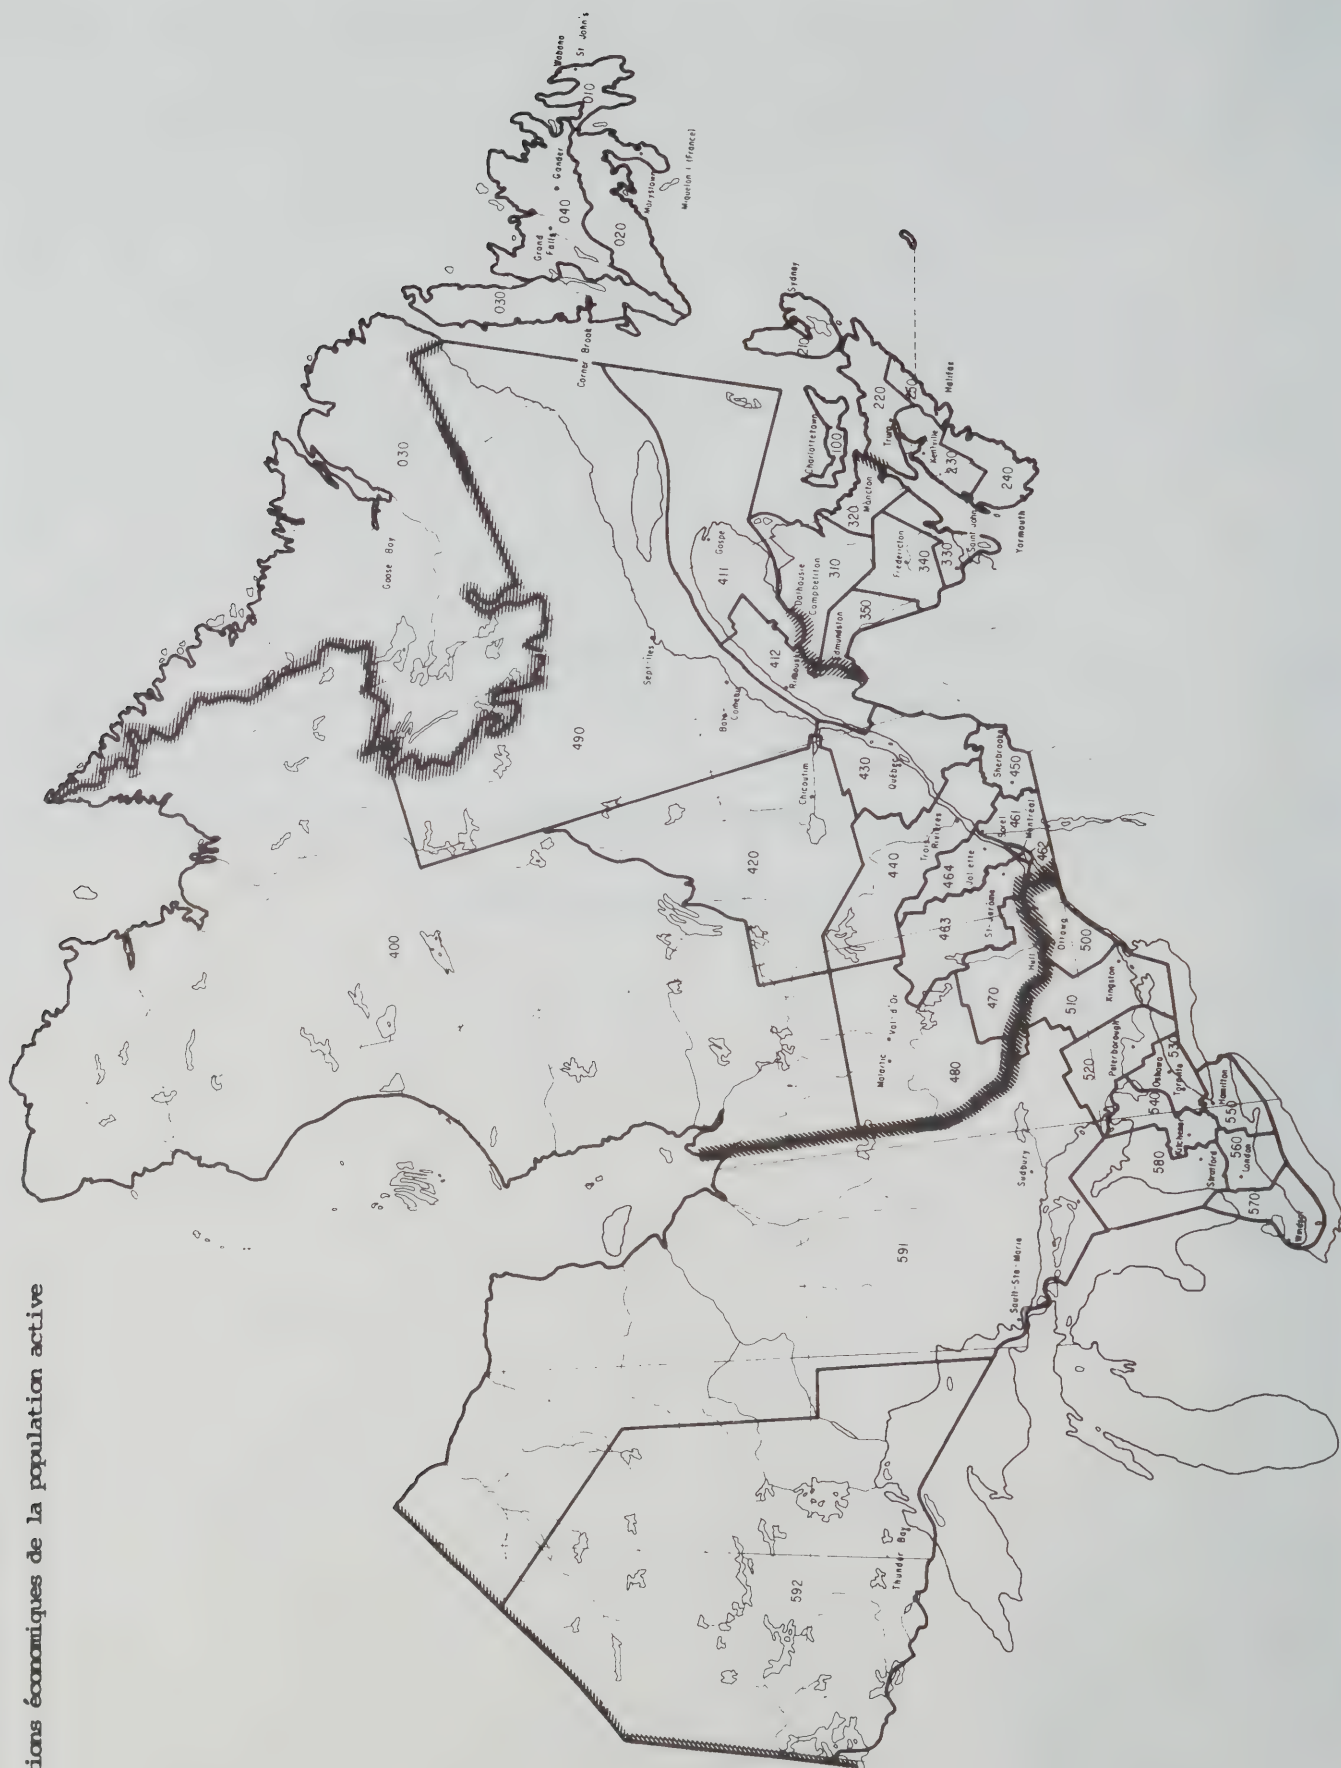 ions économiques de la population active
Wabana
St John's
010
Gander
040
Grand
Falls
020
Marystown
Miquelon I (France)
030
Corner Brook
030
Goose Bay
Sydney
210
Charlottetown
100
220
Truro
250
Halifax
Kentville
230
240
Yarmouth
Moncton
320
Fredericton
340
330
Saint John
310
Dalhousie
Campbellton
Edmundston
350
Gaspé
411
412
Rimouski
Sept-Iles
Baie-
Comeau
490
400
Chicoutimi
420
430
Québec
Sherbrooke
450
Sorel
461
Montréal
462
Trois
Rivières
440
464
Joliette
463
St-Jérôme
Hull
470
Malartic
Val d'Or
480
Ottawa
500
Kingston
510
Peterborough
520
Oshawa
530
Toronto
540
Hamilton
550
Kitchener
560
London
Stratford
580
570
Windsor
Sudbury
Sault-Ste-Marie
591
Thunder Bay
592